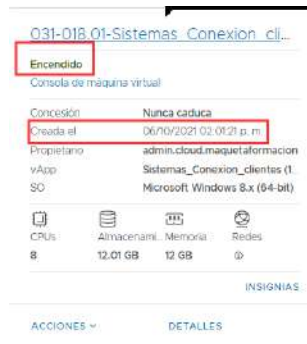 031-018.01-Sistemas_Conexion_cli...
Encendido
Consola de máquina virtual
Concesión Nunca caduca
Creada el 06/10/2021 02:01:21 p. m.
Propietario admin.cloud.maquetaformacion
vApp Sistemas_Conexion_clientes (1
SO Microsoft Windows 8.x (64-bit)
CPUs Almacenami... Memoria Redes
8 12.01 GB 12 GB
INSIGNIAS
ACCIONES DETALLES